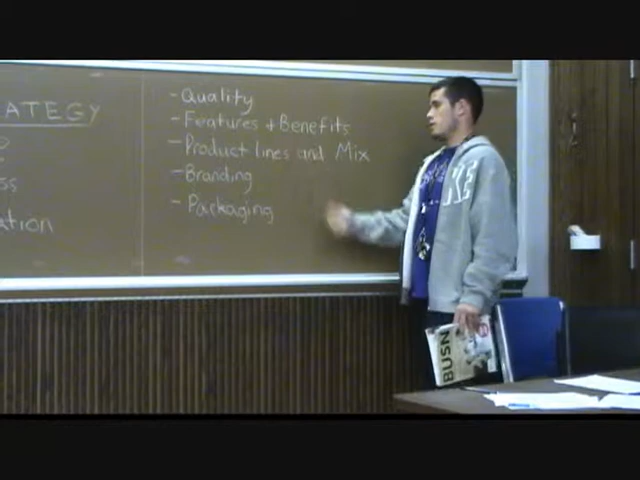 ATEGY
ation
- Quality
- Features + Benefits
- Product lines and Mix
- Branding
- Packaging
BUSN